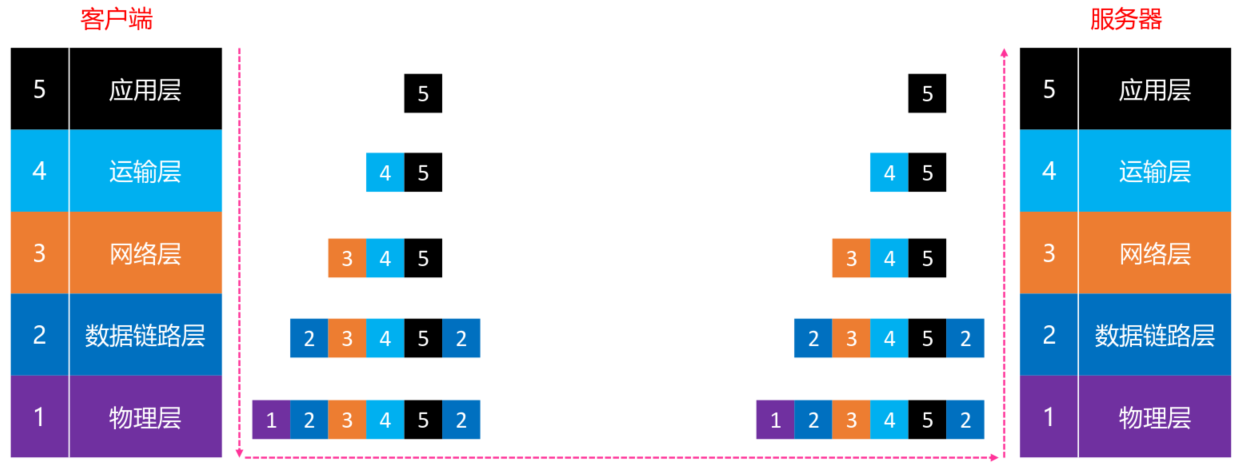 客户端 服务器
5 应用层 5 5 5 应用层
4 运输层 4 5 4 5 4 运输层
3 网络层 3 4 5 3 4 5 3 网络层
2 数据链路层 2 3 4 5 2 2 3 4 5 2 2 数据链路层
1 物理层 1 2 3 4 5 2 1 2 3 4 5 2 1 物理层